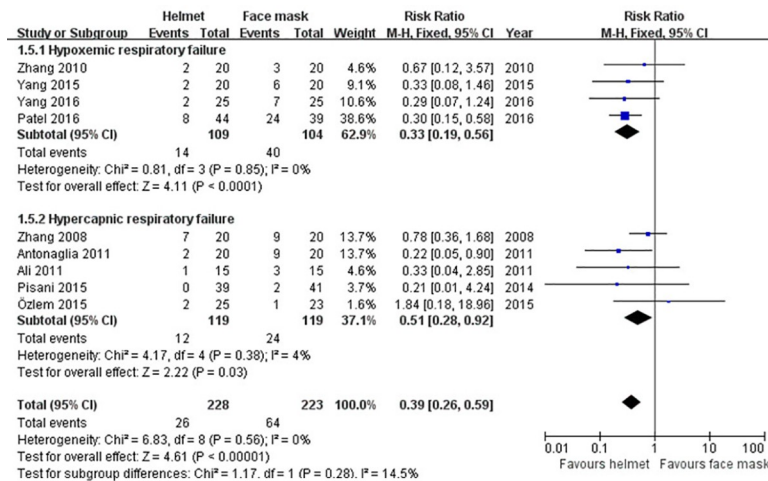 Helmet Face mask Risk Ratio Risk Ratio
Study or Subgroup Events Total Events Total Weight M-H, Fixed, 95% CI Year M-H, Fixed, 95% CI
1.5.1 Hypoxemic respiratory failure
Zhang 2010 2 20 3 20 4.6% 0.67 [0.12, 3.57] 2010
Yang 2015 2 20 6 20 9.1% 0.33 [0.08, 1.46] 2015
Yang 2016 2 25 7 25 10.6% 0.29 [0.07, 1.24] 2016
Patel 2016 8 44 24 39 38.6% 0.30 [0.15, 0.58] 2016
Subtotal (95% CI) 109 104 62.9% 0.33 [0.19, 0.56]
Total events 14 40
Heterogeneity: Chi² = 0.81, df = 3 (P = 0.85); I² = 0%
Test for overall effect: Z = 4.11 (P < 0.0001)
1.5.2 Hypercapnic respiratory failure
Zhang 2008 7 20 9 20 13.7% 0.78 [0.36, 1.68] 2008
Antonaglia 2011 2 20 9 20 13.7% 0.22 [0.05, 0.90] 2011
Ali 2011 1 15 3 15 4.6% 0.33 [0.04, 2.85] 2011
Pisani 2015 0 39 2 41 3.7% 0.21 [0.01, 4.24] 2014
Özlem 2015 2 25 1 23 1.6% 1.84 [0.18, 18.96] 2015
Subtotal (95% CI) 119 119 37.1% 0.51 [0.28, 0.92]
Total events 12 24
Heterogeneity: Chi² = 4.17, df = 4 (P = 0.38); I² = 4%
Test for overall effect: Z = 2.22 (P = 0.03)
Total (95% CI) 228 223 100.0% 0.39 [0.26, 0.59]
Total events 26 64
Heterogeneity: Chi² = 6.83, df = 8 (P = 0.56); I² = 0%
Test for overall effect: Z = 4.61 (P < 0.00001)
Test for subgroup differences: Chi² = 1.17. df = 1 (P = 0.28). I² = 14.5%
0.01 0.1 1 10 100
Favours helmet Favours face mask